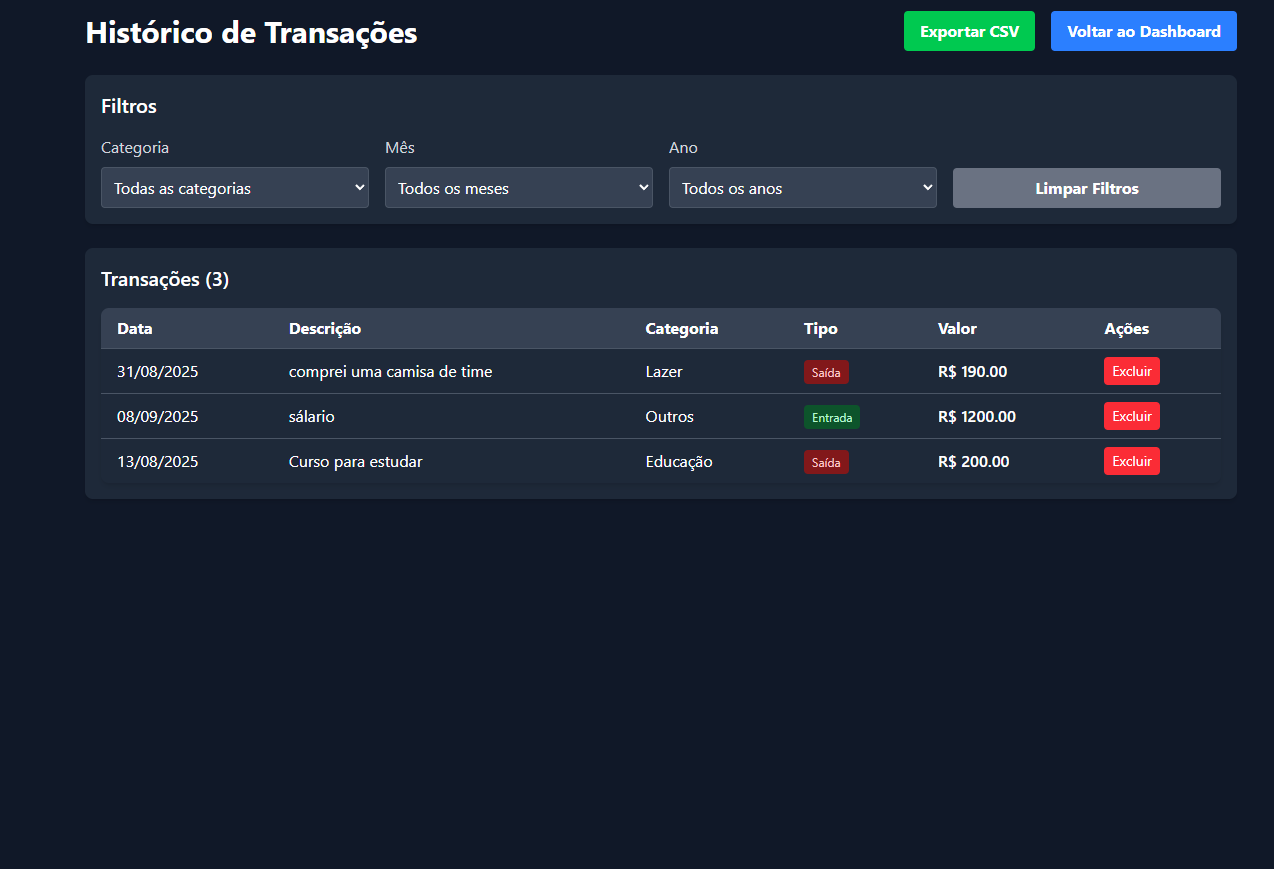 Histórico de Transações Exportar CSV Voltar ao Dashboard
Filtros
Categoria Mês Ano
Todas as categorias Todos os meses Todos os anos Limpar Filtros
Transações (3)
Data Descrição Categoria Tipo Valor Ações
31/08/2025 comprei uma camisa de time Lazer Saída R$ 190.00 Excluir
08/09/2025 sálario Outros Entrada R$ 1200.00 Excluir
13/08/2025 Curso para estudar Educação Saída R$ 200.00 Excluir